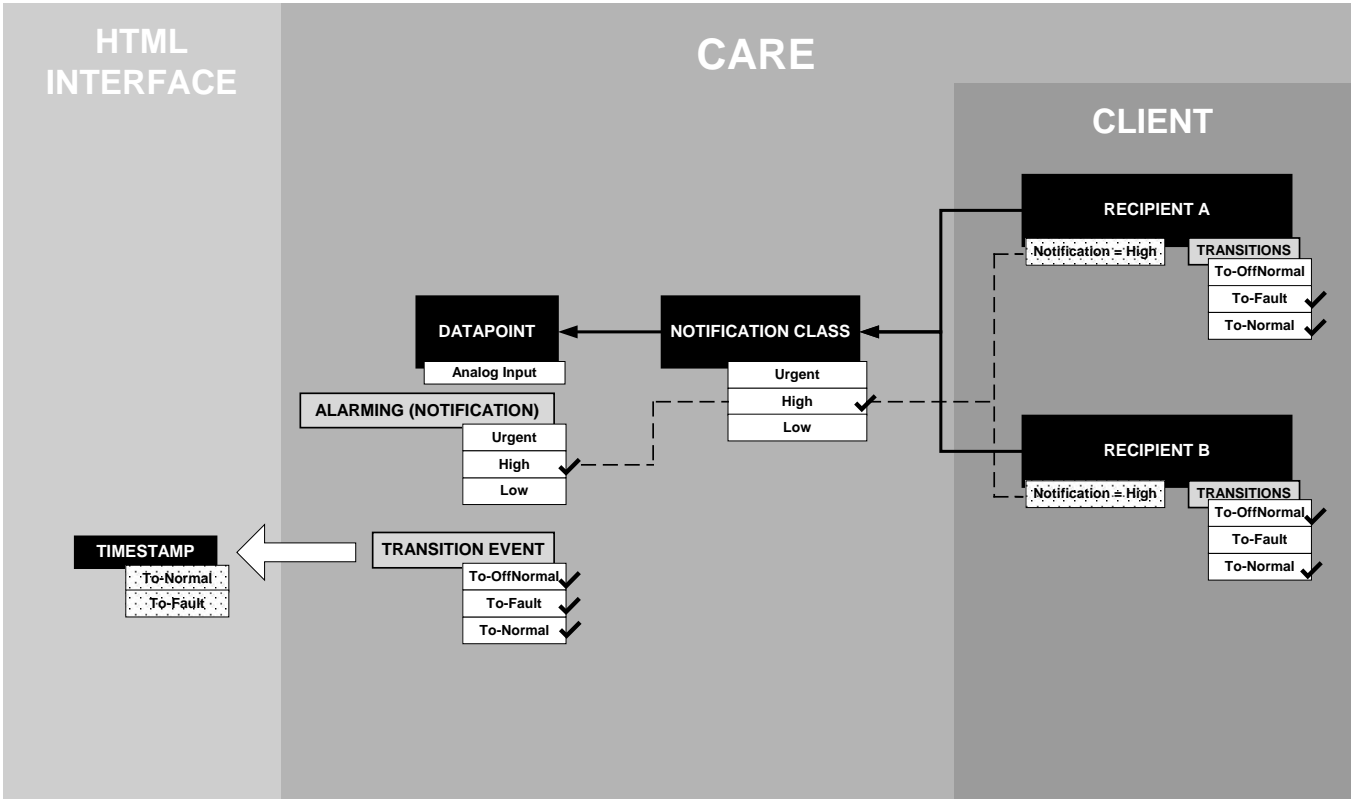 HTML
INTERFACE
CARE
CLIENT
RECIPIENT A
Notification = High
TRANSITIONS
To-OffNormal
To-Fault
To-Normal
DATAPOINT
Analog Input
NOTIFICATION CLASS
Urgent
High
Low
ALARMING (NOTIFICATION)
Urgent
High
Low
RECIPIENT B
Notification = High
TRANSITIONS
To-OffNormal
To-Fault
To-Normal
TIMESTAMP
To-Normal
To-Fault
TRANSITION EVENT
To-OffNormal
To-Fault
To-Normal